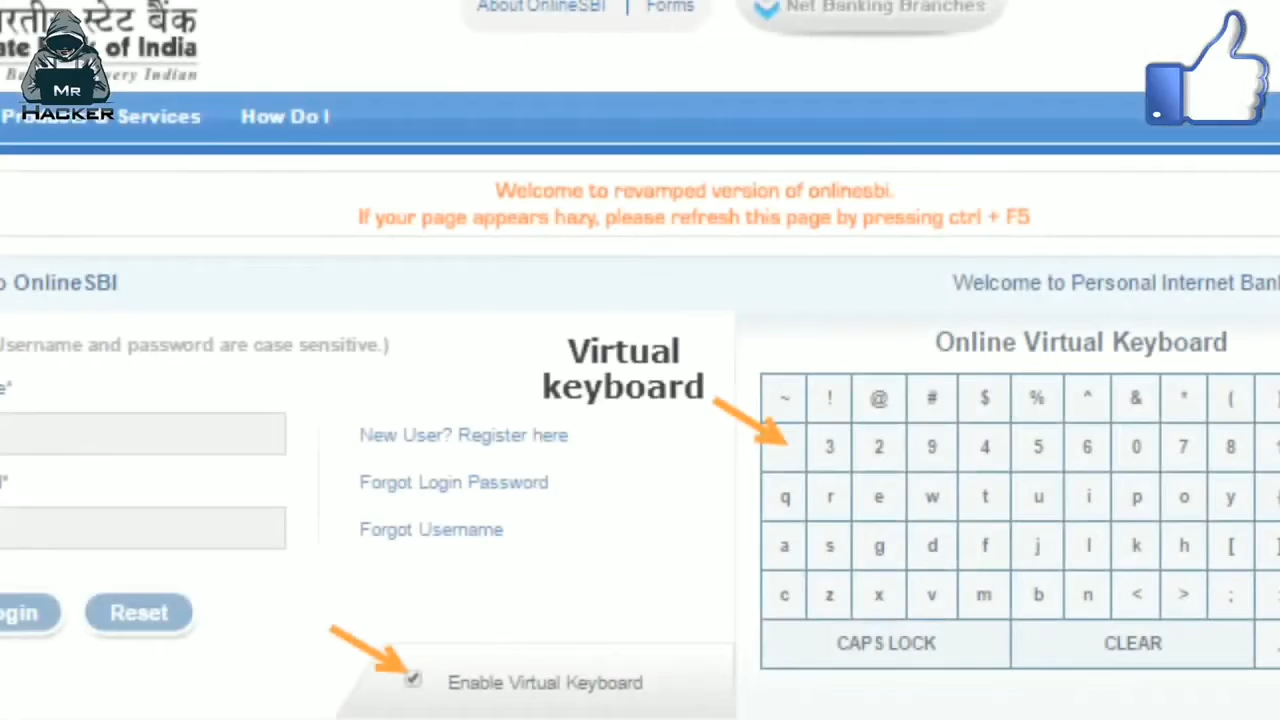 About OnlineSBI | Forms
Net Banking Branches
रतीय स्टेट बैंक
ate Bank of India
Mr
HACKER
Products & Services
How Do I
Welcome to revamped version of onlinesbi.
If your page appears hazy, please refresh this page by pressing ctrl + F5
o OnlineSBI
Welcome to Personal Internet Bank
Username and password are case sensitive.)
Virtual
keyboard
Online Virtual Keyboard
~ ! @ # $ % ^ & * (
3 2 9 4 5 6 0 7 8
q r e w t u i p o y
a s g d f j l k h [
c z x v m b n < > ;
CAPS LOCK
CLEAR
New User? Register here
Forgot Login Password
Forgot Username
ogin
Reset
Enable Virtual Keyboard